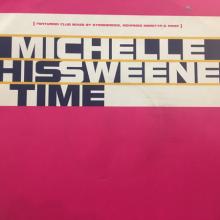 [ FEATURING CLUB MIXES BY STONEBRIDGE,
MICHELLE
HISSWEENE
TIME